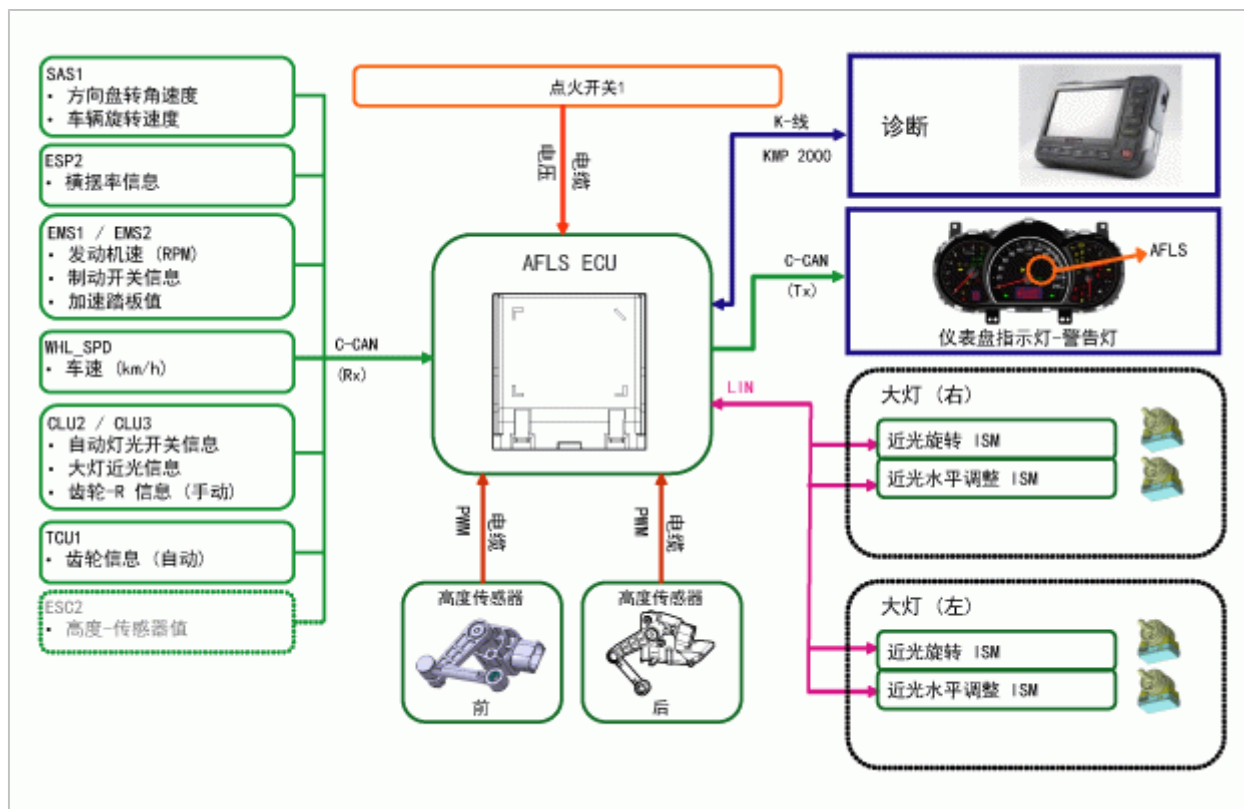 SAS1
• 方向盘转角速度
• 车辆旋转速度
ESP2
• 横摆率信息
EMS1 / EMS2
• 发动机速 (RPM)
• 制动开关信息
• 加速踏板值
WHL_SPD
• 车速 (km/h)
CLU2 / CLU3
• 自动灯光开关信息
• 大灯近光信息
• 齿轮-R 信息 (手动)
TCU1
• 齿轮信息 (自动)
ESC2
• 高度-传感器值
C-CAN
(Rx)
点火开关1
电压
电缆
AFLS ECU
PWM
电缆
PWM
电缆
高度传感器
前
高度传感器
后
K-线
KWP 2000
诊断
C-CAN
(Tx)
AFLS
仪表盘指示灯-警告灯
LIN
大灯 (右)
近光旋转 ISM
近光水平调整 ISM
大灯 (左)
近光旋转 ISM
近光水平调整 ISM